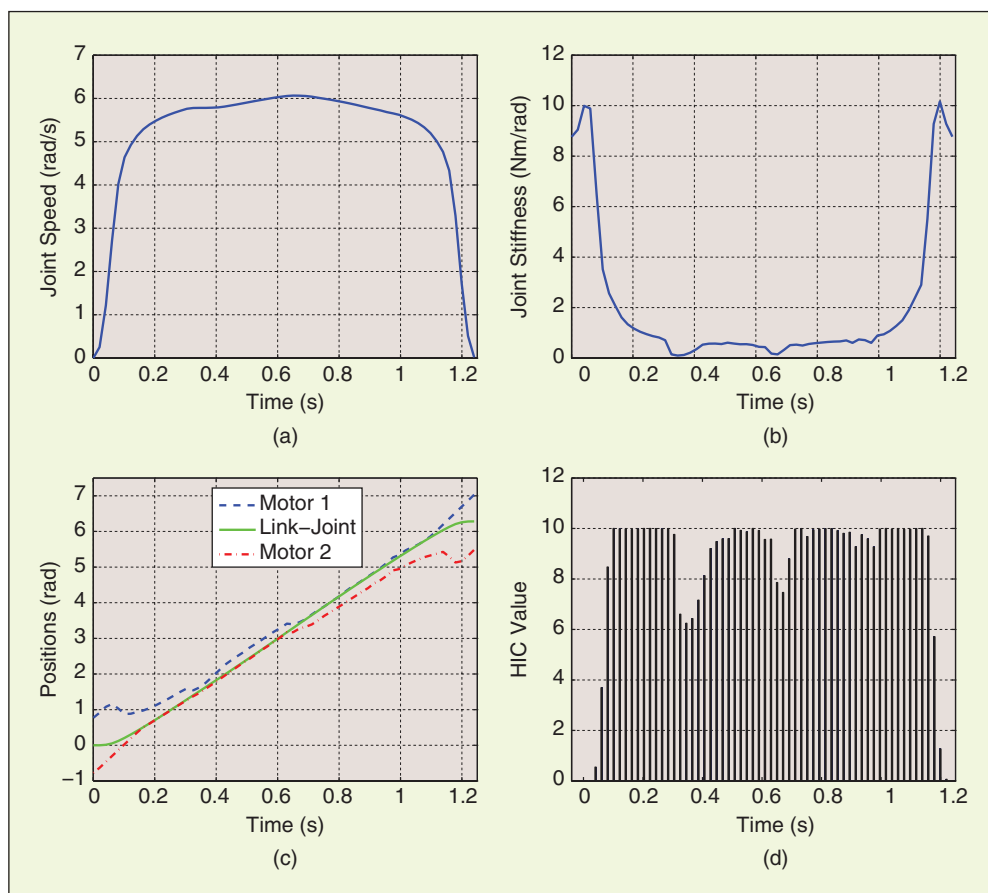 7
6
5
4
3
2
1
0
Joint Speed (rad/s)
0 0.2 0.4 0.6 0.8 1 1.2
Time (s)
(a)
12
10
8
6
4
2
0
Joint Stiffness (Nm/rad)
0 0.2 0.4 0.6 0.8 1 1.2
Time (s)
(b)
7
6
5
4
3
2
1
0
−1
Positions (rad)
Motor 1
Link−Joint
Motor 2
0 0.2 0.4 0.6 0.8 1 1.2
Time (s)
(c)
12
10
8
6
4
2
0
HIC Value
0 0.2 0.4 0.6 0.8 1 1.2
Time (s)
(d)